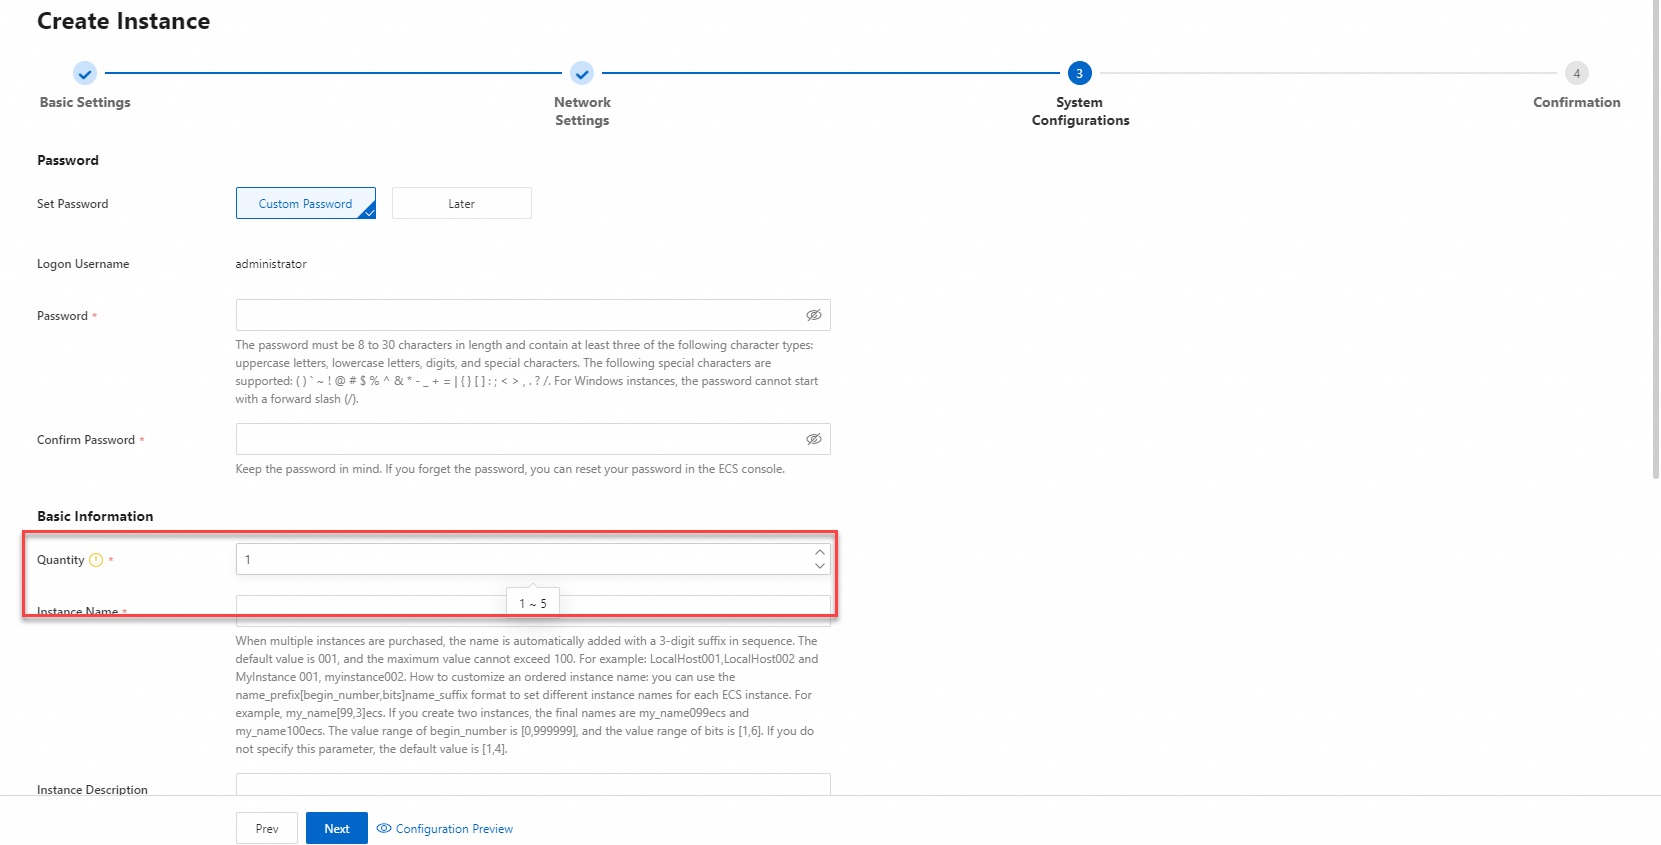 Create Instance
3
4
Basic Settings
Network
Settings
System
Configurations
Confirmation
Password
Set Password
Custom Password
Later
Logon Username
administrator
Password *
The password must be 8 to 30 characters in length and contain at least three of the following character types:
uppercase letters, lowercase letters, digits, and special characters. The following special characters are
supported: ( ) ` ~ ! @ # $ % ^ & * - _ + = | { } [ ] : ; < > , . ? /. For Windows instances, the password cannot start
with a forward slash (/).
Confirm Password *
Keep the password in mind. If you forget the password, you can reset your password in the ECS console.
Basic Information
Quantity ! *
1
1 ~ 5
Instance Name *
When multiple instances are purchased, the name is automatically added with a 3-digit suffix in sequence. The
default value is 001, and the maximum value cannot exceed 100. For example: LocalHost001,LocalHost002 and
MyInstance 001, myinstance002. How to customize an ordered instance name: you can use the
name_prefix[begin_number,bits]name_suffix format to set different instance names for each ECS instance. For
example, my_name[99,3]ecs. If you create two instances, the final names are my_name099ecs and
my_name100ecs. The value range of begin_number is [0,999999], and the value range of bits is [1,6]. If you do
not specify this parameter, the default value is [1,4].
Instance Description
Prev
Next
Configuration Preview